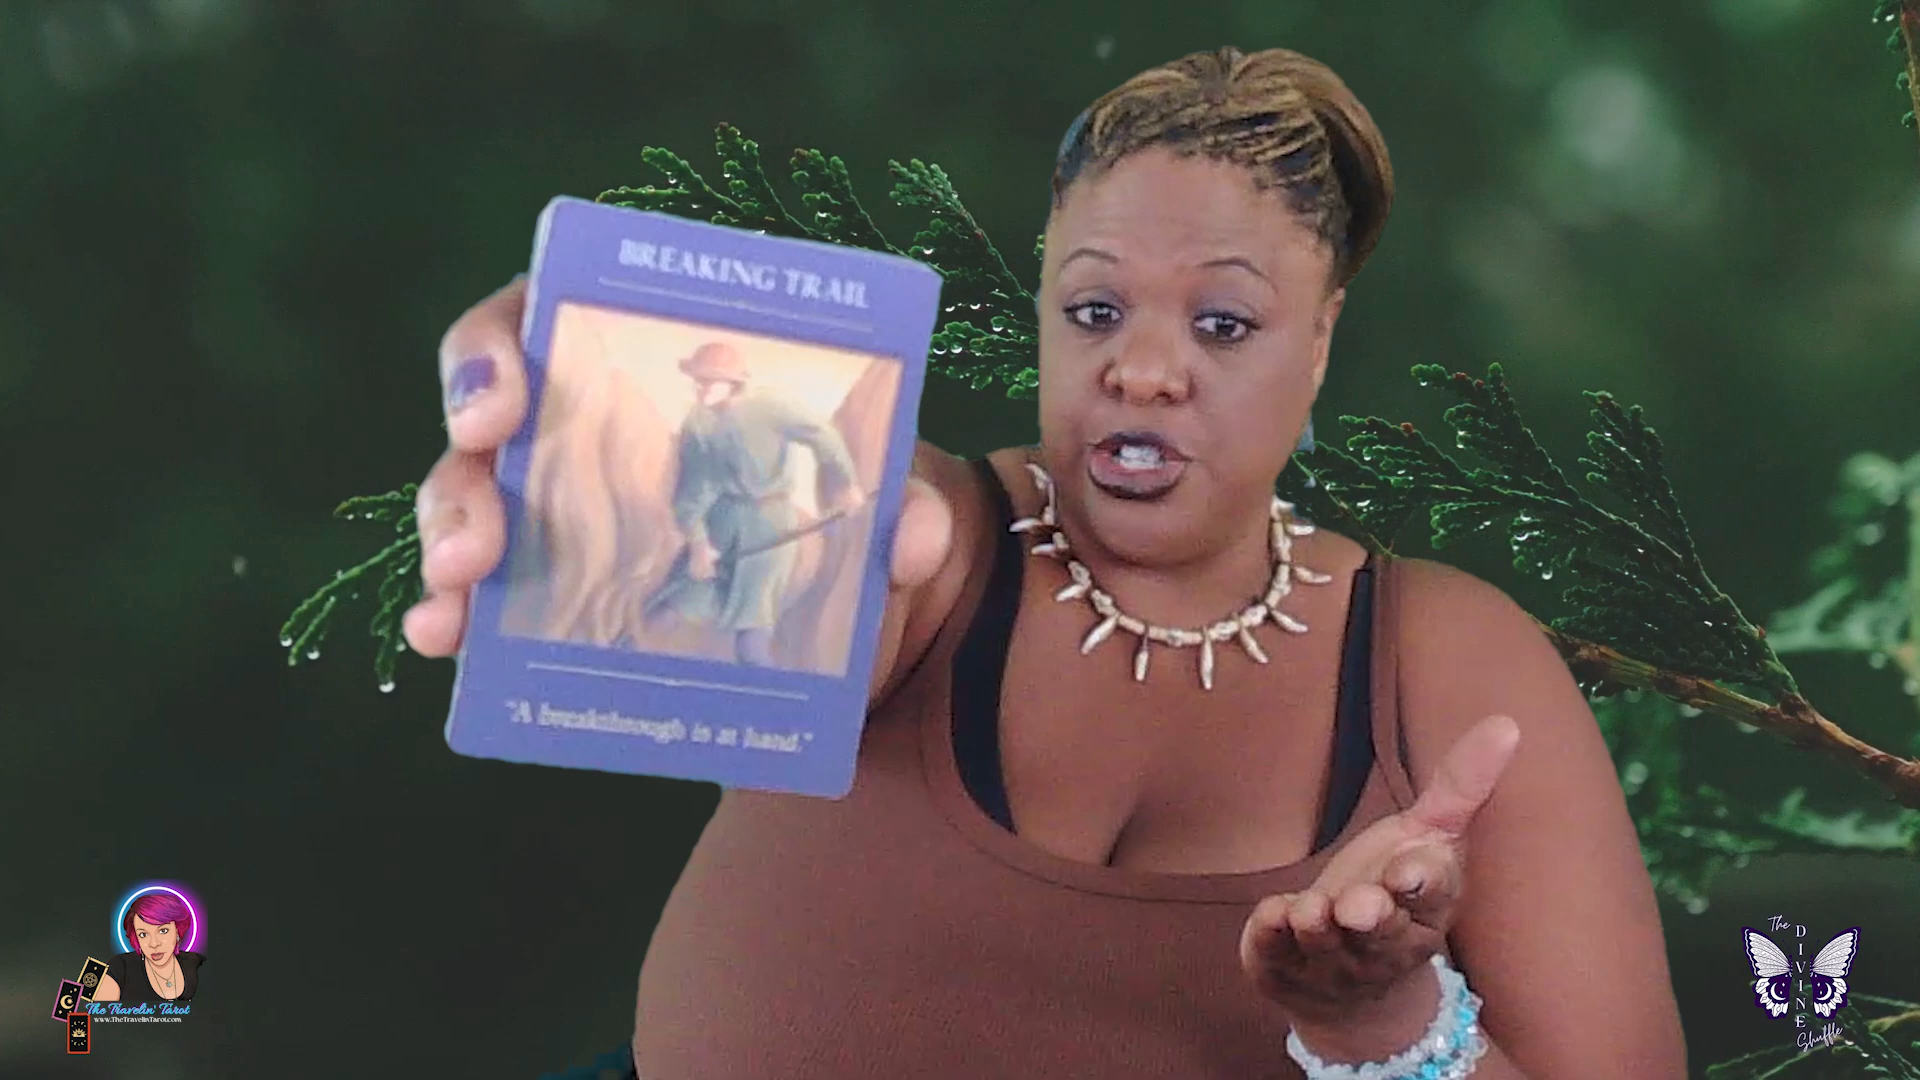 BREAKING TRAIL
"A breakthrough is at hand."
The Travelin' Tarot
www.TheTravelinTarot.com
The
DIVINE
Shuffle